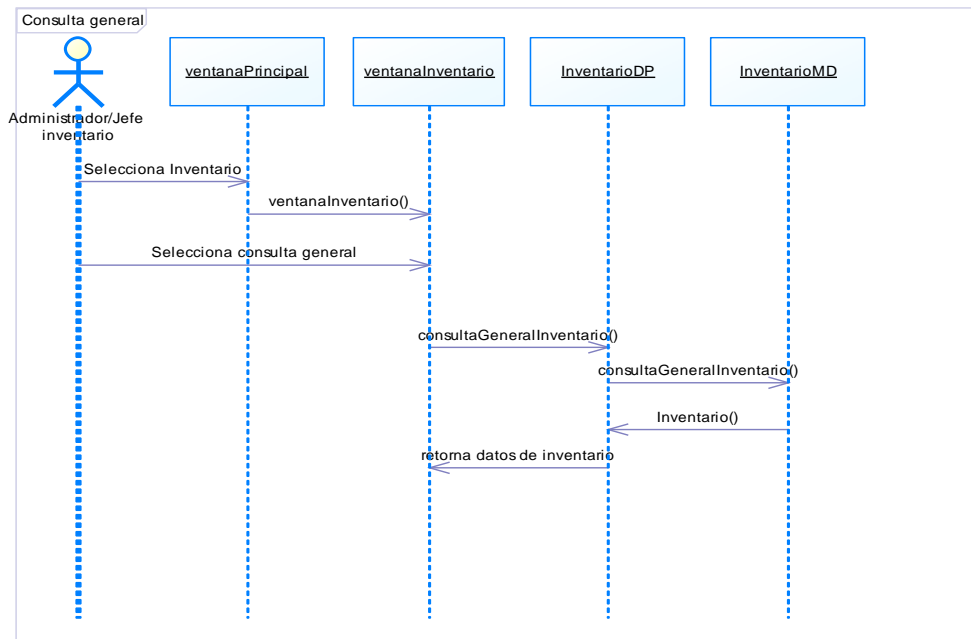 Consulta general
ventanaPrincipal
ventanaInventario
InventarioDP
InventarioMD
Administrador/Jefe
inventario
Selecciona Inventario
ventanaInventario()
Selecciona consulta general
consultaGeneralInventario()
consultaGeneralInventario()
Inventario()
retorna datos de inventario